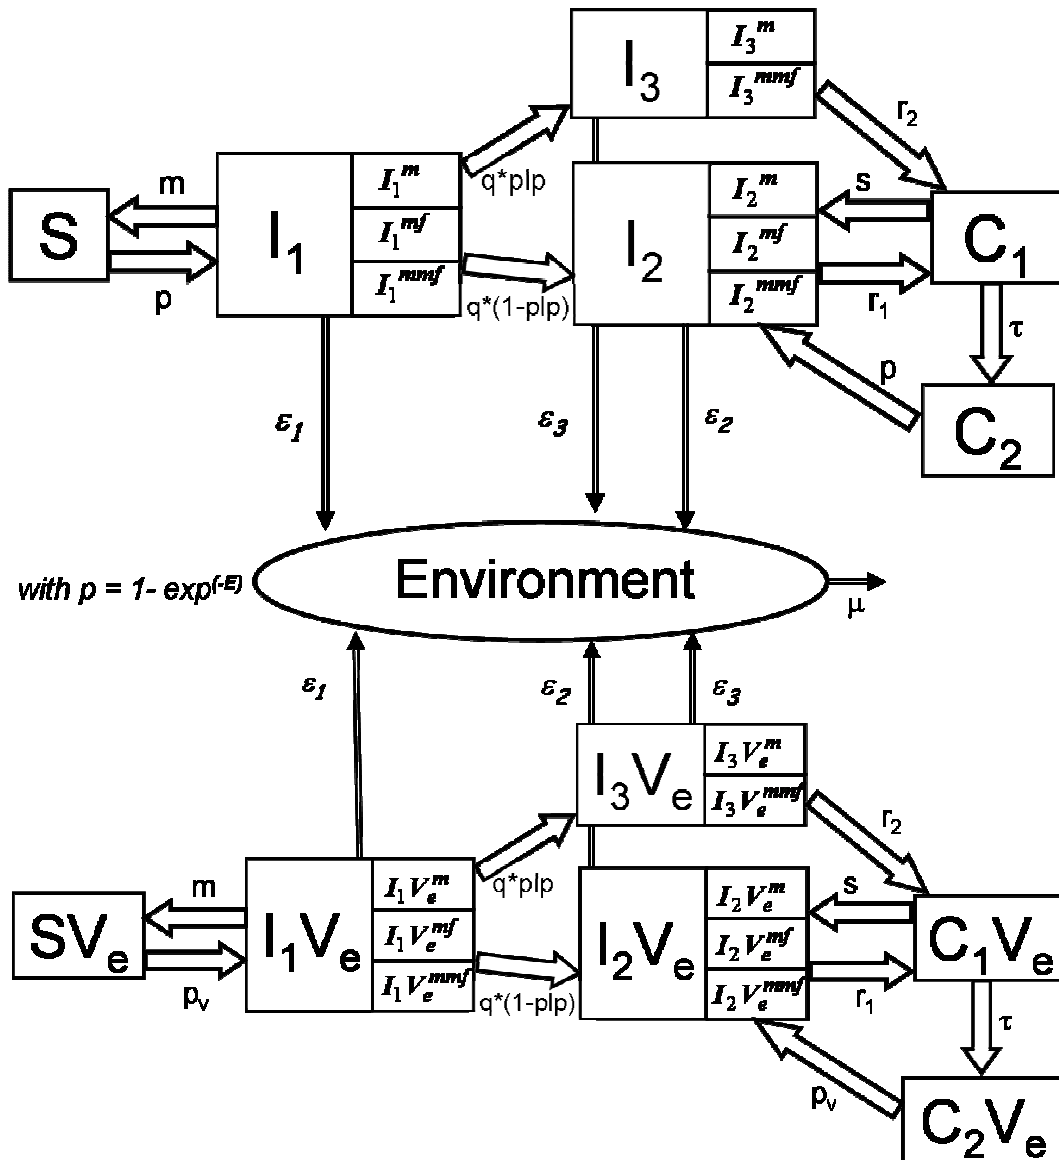 I₃ I₃ᵐ
I₃ᵐᵐᶠ
r₂
q*plp
S m p
I₁ I₁ᵐ
I₁ᵐᶠ
I₁ᵐᵐᶠ
q*(1-plp)
I₂ I₂ᵐ
I₂ᵐᶠ
I₂ᵐᵐᶠ
s
r₁
C₁
τ
p
C₂
ε₁ ε₃ ε₂
with p = 1- exp⁽⁻ᴱ⁾
Environment
μ
ε₁ ε₂ ε₃
I₃Vₑ I₃Vₑᵐ
I₃Vₑᵐᵐᶠ
r₂
q*plp
SVₑ m pᵥ
I₁Vₑ I₁Vₑᵐ
I₁Vₑᵐᶠ
I₁Vₑᵐᵐᶠ
q*(1-plp)
I₂Vₑ I₂Vₑᵐ
I₂Vₑᵐᶠ
I₂Vₑᵐᵐᶠ
s
r₁
C₁Vₑ
τ
pᵥ
C₂Vₑ